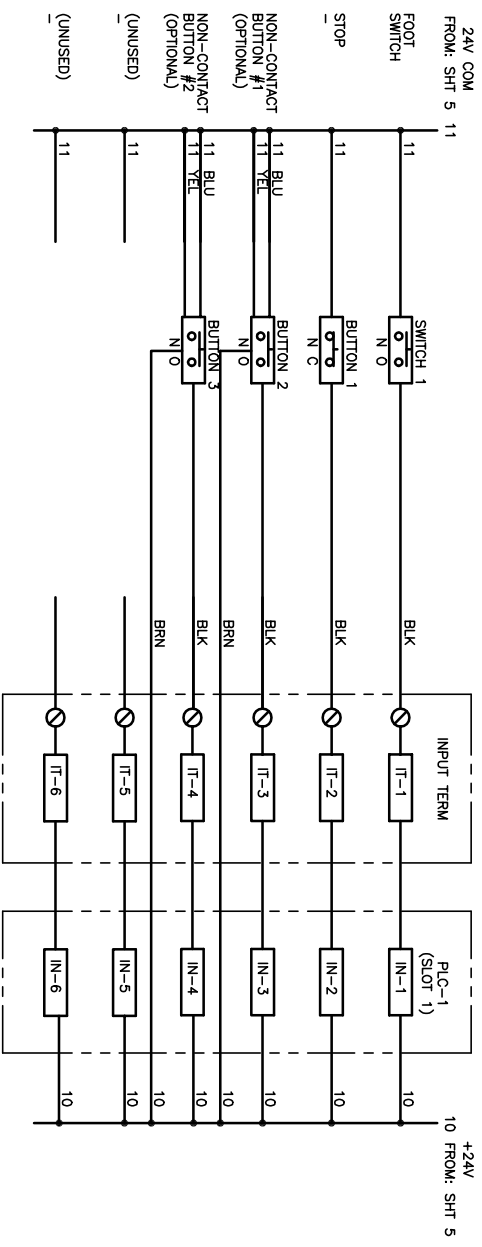 24V COM
FROM: SHT 5
11
+24V
10 FROM: SHT 5
INPUT TERM
PLC-1
(SLOT 1)
FOOT
SWITCH
11
SWITCH 1
N O
BLK
IT-1
IN-1
10
STOP
11
BUTTON 1
N C
IT-2
IN-2
10
NON-CONTACT
BUTTON #1
(OPTIONAL)
11 BLU
11 YEL
BUTTON 2
N O
BLK
IT-3
IN-3
10
BRN
10
NON-CONTACT
BUTTON #2
(OPTIONAL)
11 BLU
11 YEL
BUTTON 3
N O
BLK
IT-4
IN-4
10
BRN
10
(UNUSED)
_
11
IT-5
IN-5
10
(UNUSED)
_
11
IT-6
IN-6
10